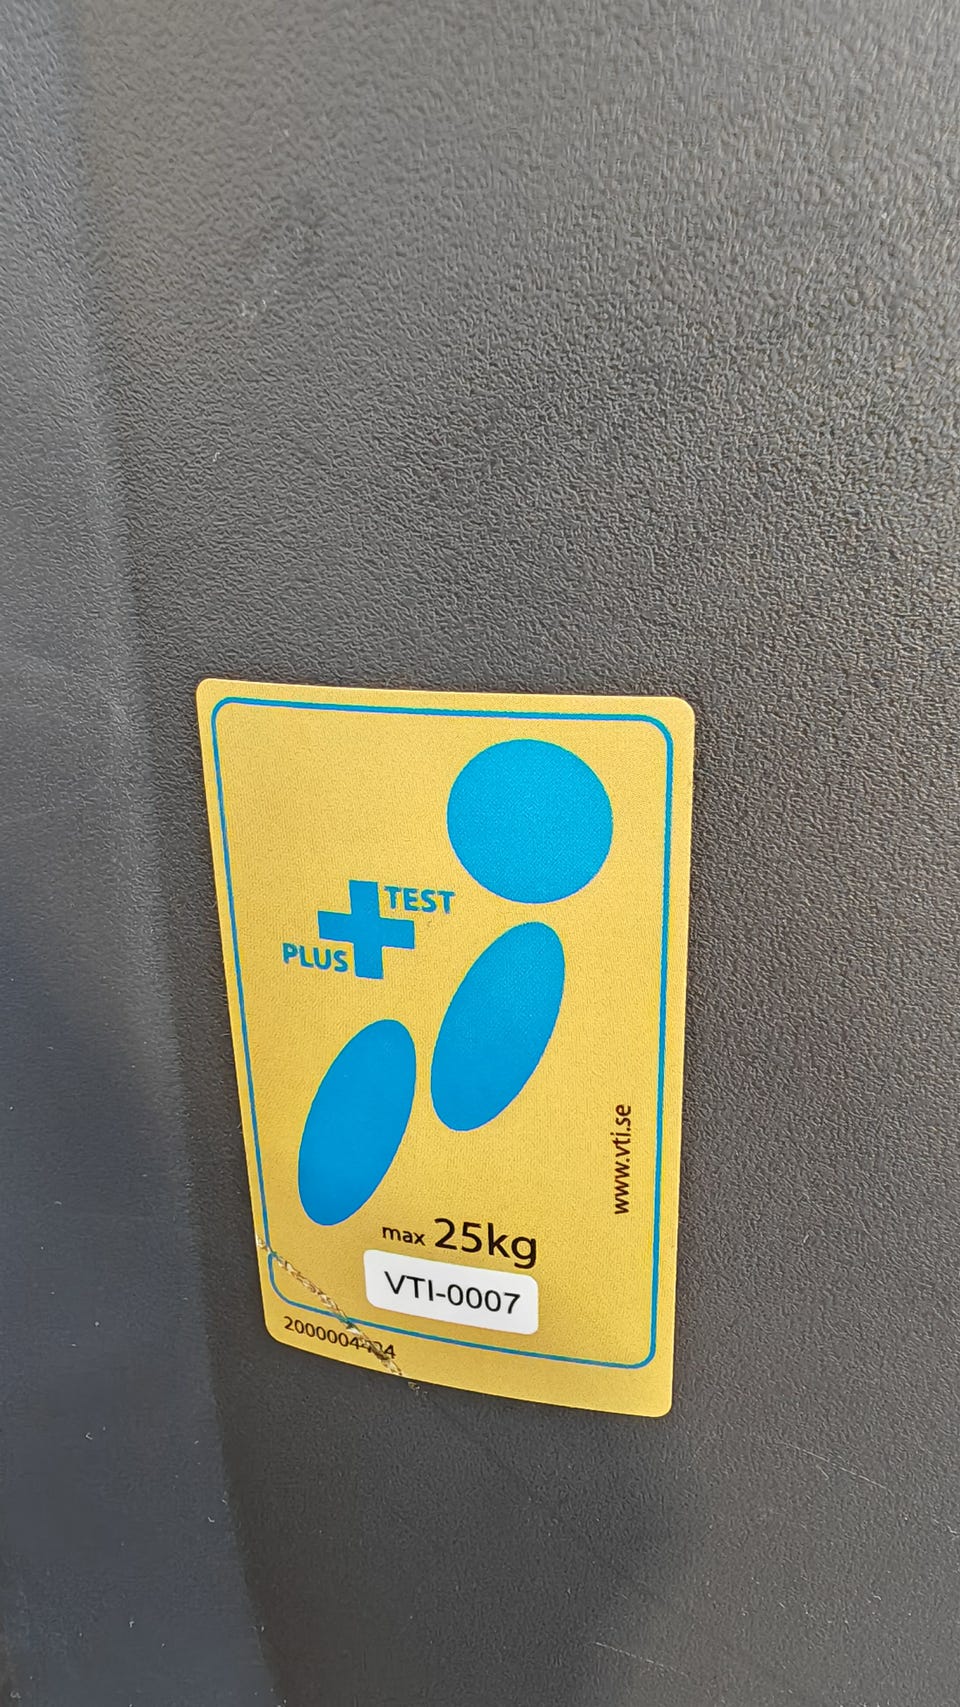 TEST
PLUS
www.vti.se
max 25kg
VTI-0007